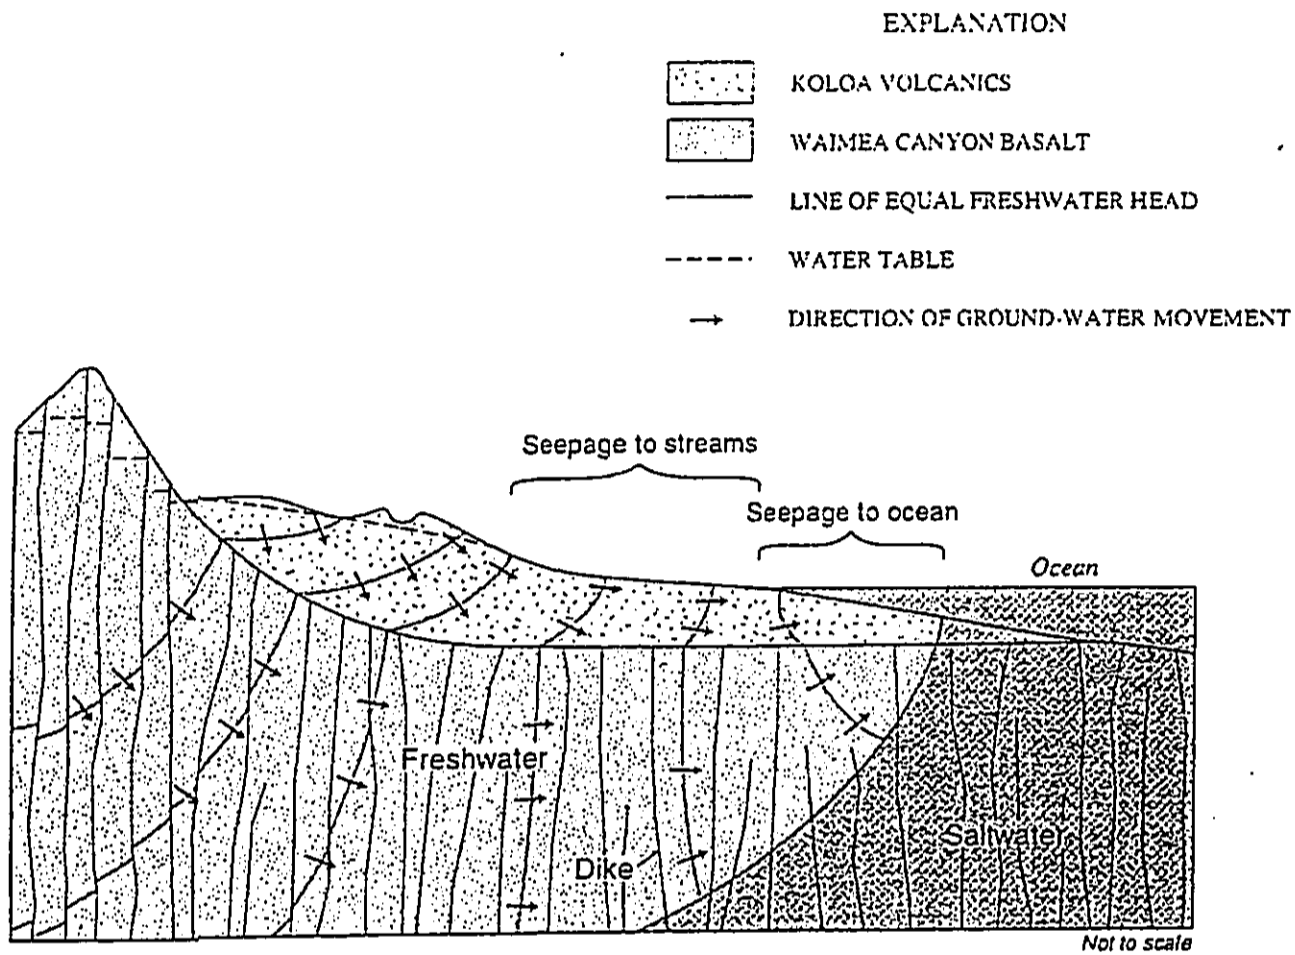 EXPLANATION
KOLOA VOLCANICS
WAIMEA CANYON BASALT
LINE OF EQUAL FRESHWATER HEAD
WATER TABLE
DIRECTION OF GROUND-WATER MOVEMENT
Seepage to streams
Seepage to ocean
Ocean
Freshwater
Saltwater
Dike
Not to scale